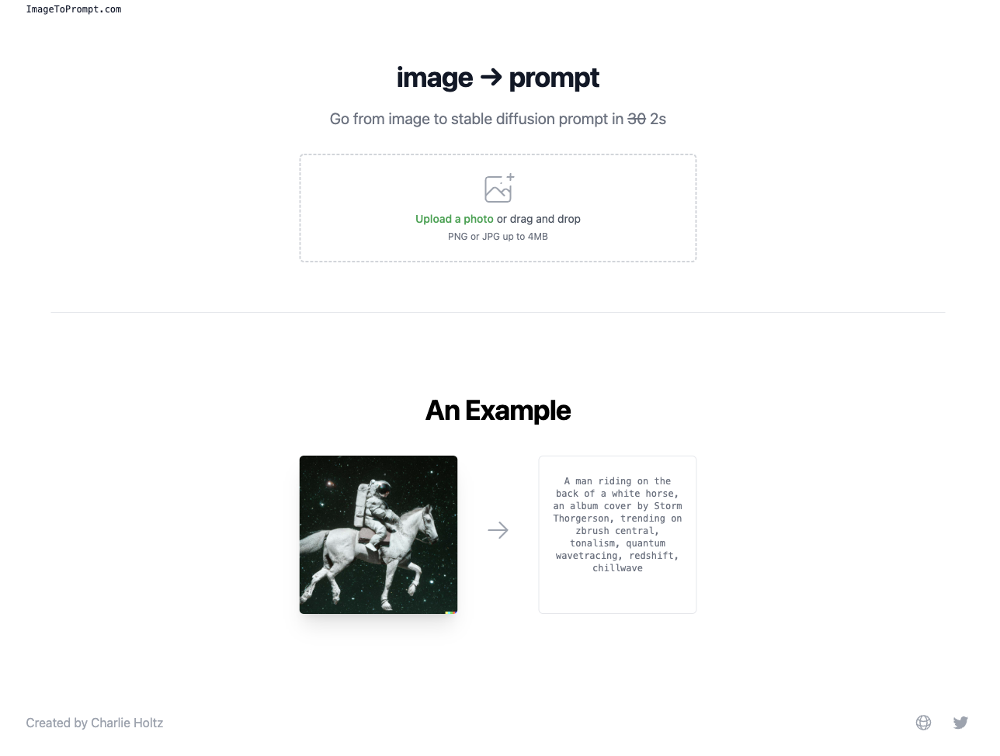 ImageToPrompt.com
image → prompt
Go from image to stable diffusion prompt in 30 2s
Upload a photo or drag and drop
PNG or JPG up to 4MB
An Example
A man riding on the
back of a white horse,
an album cover by Storm
Thorgerson, trending on
zbrush central,
tonalism, quantum
wavetracing, redshift,
chillwave
Created by Charlie Holtz